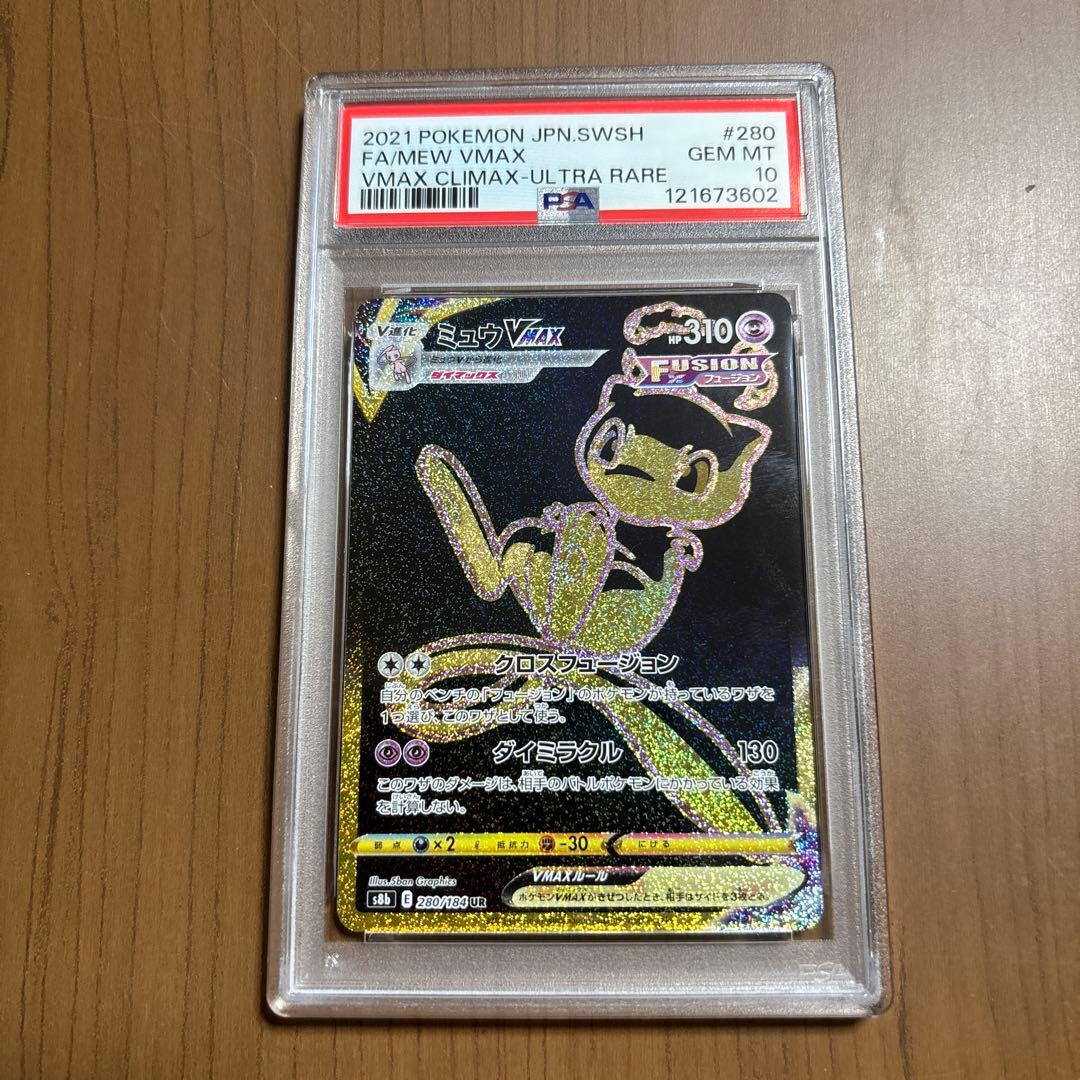 2021 POKEMON JPN.SWSH #280
FA/MEW VMAX GEM MT
VMAX CLIMAX-ULTRA RARE 10
PSA 121673602
V進化 ミュウVMAX HP310
ミュウVから進化
ダイマックス
FUSION
フュージョン
クロスフュージョン
自分のベンチの「フュージョン」のポケモンが持っているワザを
1つ選び、このワザとして使う。
ダイミラクル 130
このワザのダメージは、相手のバトルポケモンにかかっている効果
を計算しない。
弱点 ×2 抵抗力 -30 にげる
Illus.5ban Graphics
VMAXルール
s8b E 280/184 UR
ポケモンVMAXがきぜつしたとき、相手はサイドを3枚とる。
PSA